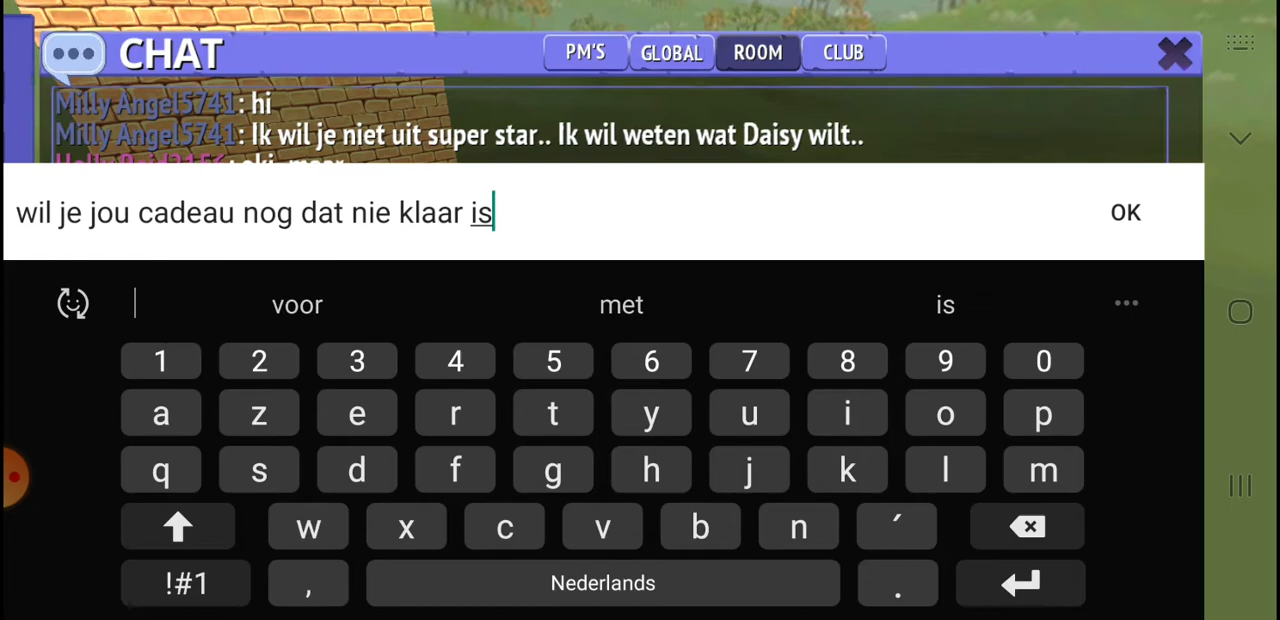 CHAT
PM'S GLOBAL ROOM CLUB
Milly Angel5741: hi
Milly Angel5741: Ik wil je niet uit super star.. Ik wil weten wat Daisy wilt..
wil je jou cadeau nog dat nie klaar is
OK
voor met is
1 2 3 4 5 6 7 8 9 0
a z e r t y u i o p
q s d f g h j k l m
w x c v b n ´
!#1 , Nederlands .